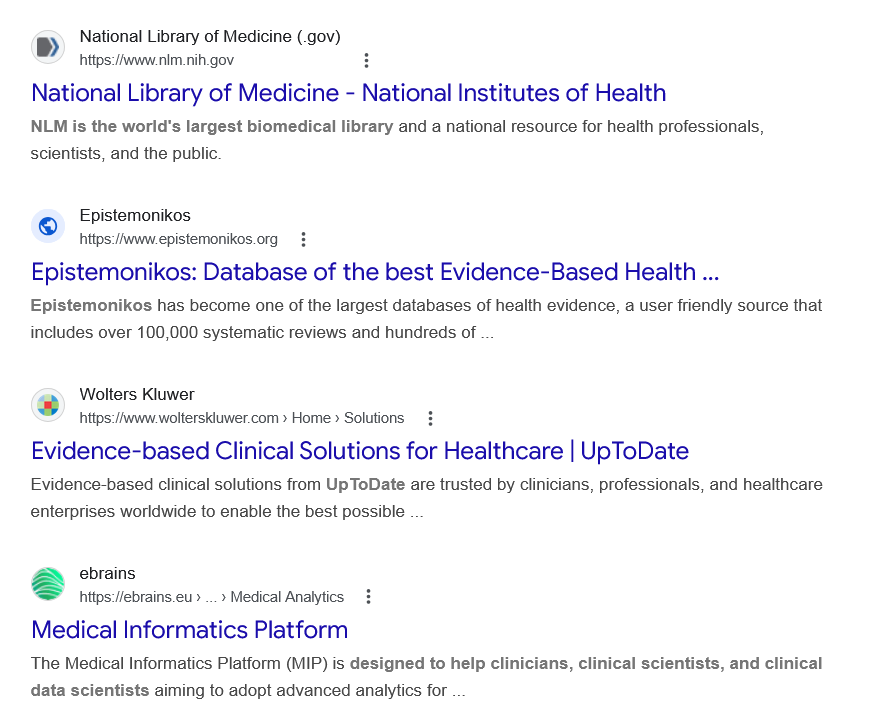 National Library of Medicine (.gov)
https://www.nlm.nih.gov
National Library of Medicine - National Institutes of Health
NLM is the world's largest biomedical library and a national resource for health professionals,
scientists, and the public.
Epistemonikos
https://www.epistemonikos.org
Epistemonikos: Database of the best Evidence-Based Health ...
Epistemonikos has become one of the largest databases of health evidence, a user friendly source that
includes over 100,000 systematic reviews and hundreds of ...
Wolters Kluwer
https://www.wolterskluwer.com › Home › Solutions
Evidence-based Clinical Solutions for Healthcare | UpToDate
Evidence-based clinical solutions from UpToDate are trusted by clinicians, professionals, and healthcare
enterprises worldwide to enable the best possible ...
ebrains
https://ebrains.eu › ... › Medical Analytics
Medical Informatics Platform
The Medical Informatics Platform (MIP) is designed to help clinicians, clinical scientists, and clinical
data scientists aiming to adopt advanced analytics for ...